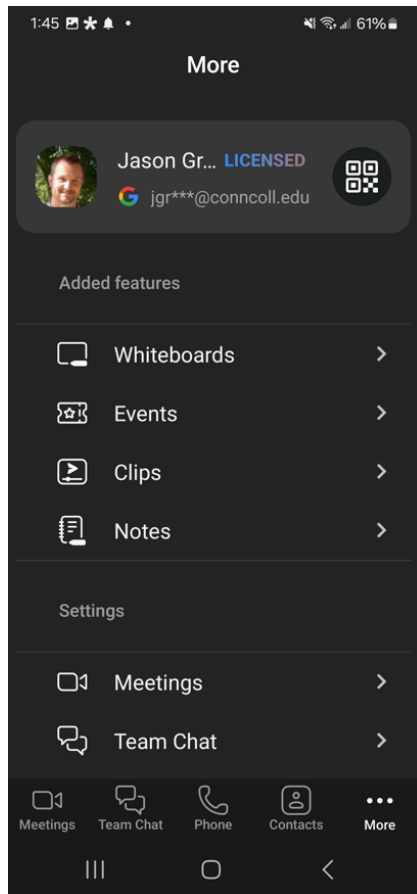 1:45 61%
More
Jason Gr... LICENSED
jgr***@conncoll.edu
Added features
Whiteboards
Events
Clips
Notes
Settings
Meetings
Team Chat
Meetings Team Chat Phone Contacts More